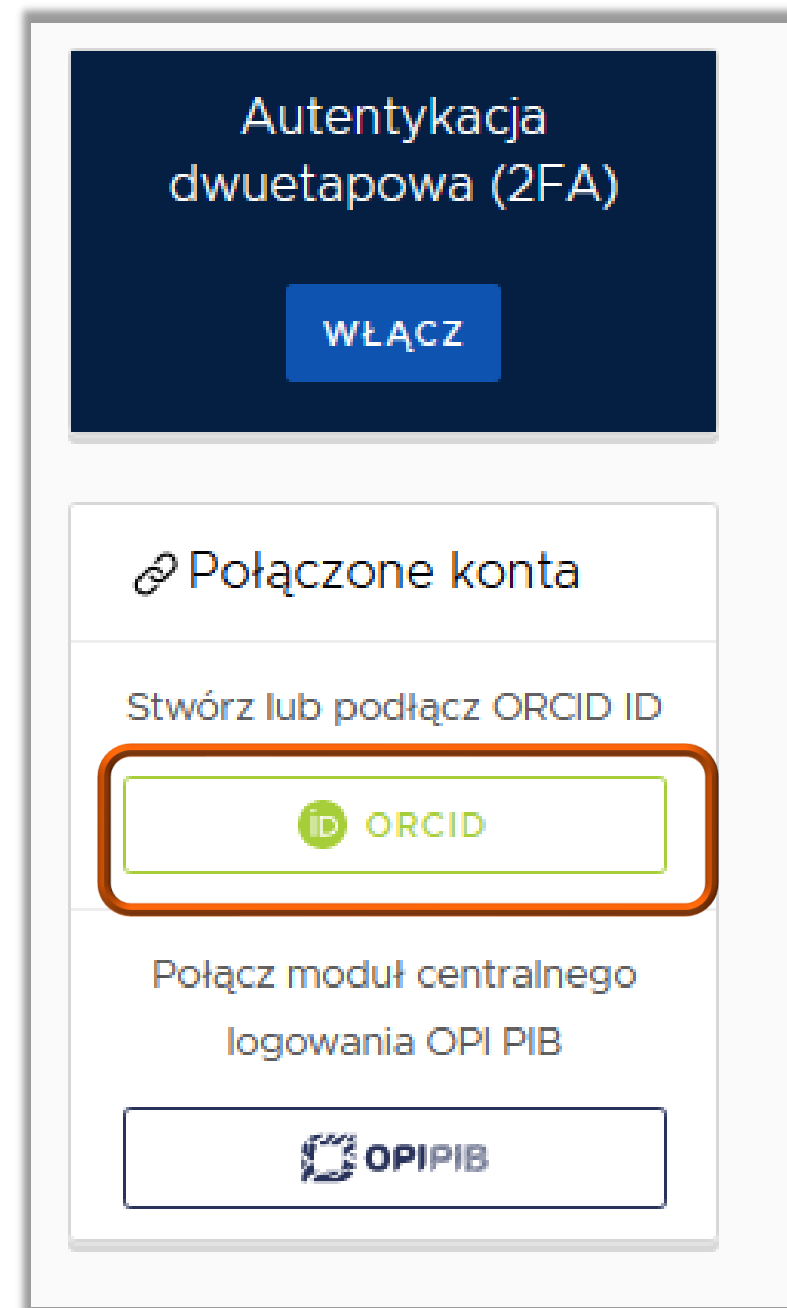 Autentykacja
dwuetapowa (2FA)
WŁĄCZ
Połączone konta
Stwórz lub podłącz ORCID ID
iD ORCID
Połącz moduł centralnego
logowania OPI PIB
OPIPIB